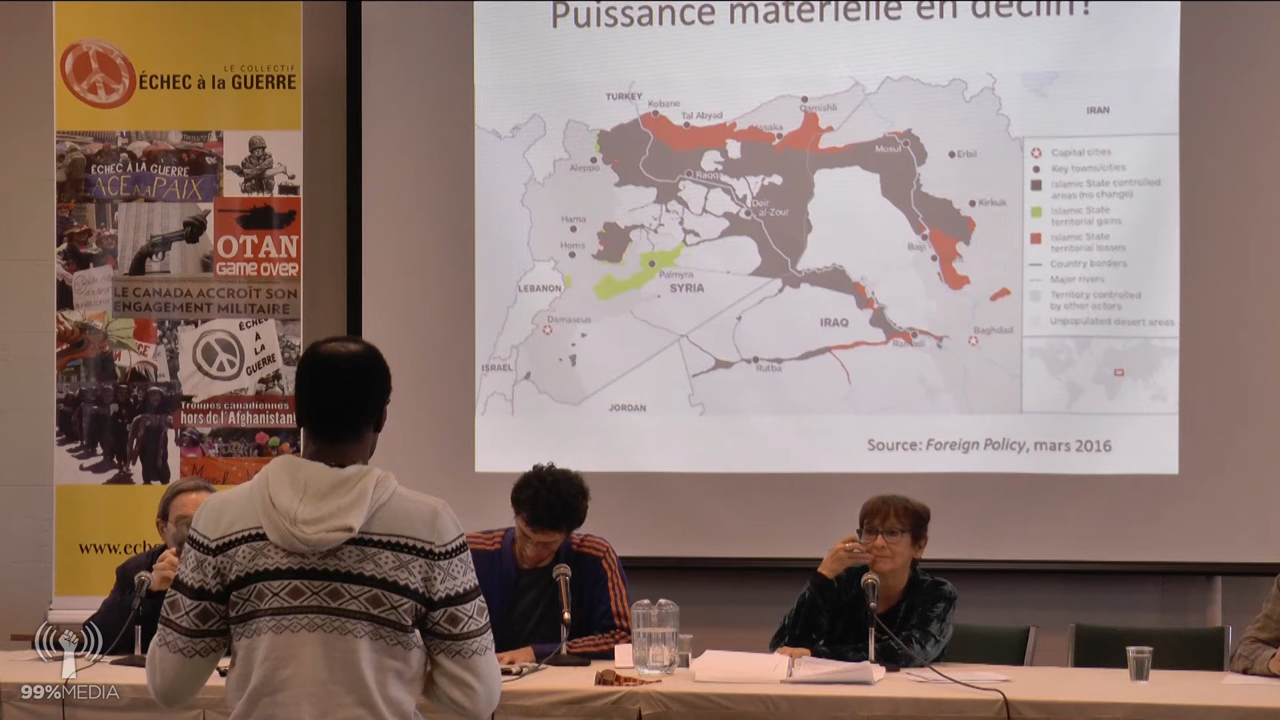 LE COLLECTIF
ÉCHEC à la GUERRE
ÉCHEC À LA GUERRE
OTAN
GAME OVER
LE CANADA ACCROÎT SON
ENGAGEMENT MILITAIRE
ÉCHEC
À
LA
GUERRE
Troupes canadiennes
hors de l'Afghanistan!
www.ech
99%MEDIA
Puissance matérielle en déclin?
TURKEY
Kobane
Tal Abyad
Qamishli
Hasaka
IRAN
Mosul
Erbil
Aleppo
Raqqa
Deir
al-Zour
Kirkuk
Hama
Homs
Baiji
Palmyra
LEBANON
SYRIA
Damascus
IRAQ
Ramadi
Baghdad
ISRAEL
Rutba
JORDAN
Capital cities
Key towns/cities
Islamic State controlled
areas (no change)
Islamic State
territorial gains
Islamic State
territorial losses
Country borders
Major rivers
Territory controlled
by other actors
Unpopulated desert areas
Source: Foreign Policy, mars 2016